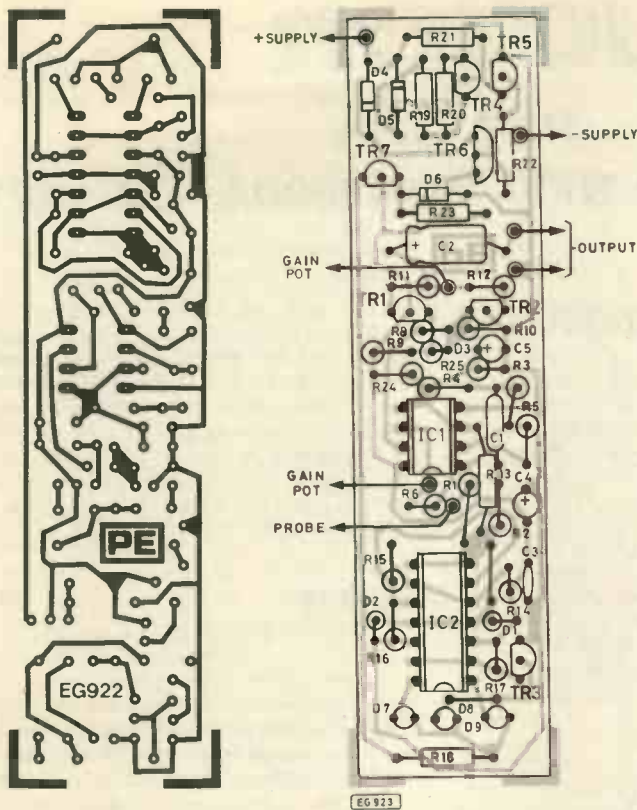 PE
EG922
+SUPPLY
R21
TR5
D4
D5
R19
R20
TR4
-SUPPLY
TR7
TR6
R22
D6
R23
+ C2
OUTPUT
GAIN
POT
R11
R12
TR1
TR2
R8
R10
R9
D3
+
C5
R25
R3
R24
R4
R5
IC1
C1
GAIN
POT
R1
R13
C4
+
R6
PROBE
R2
R15
C3
D2
R14
IC2
D1
R16
R17
TR3
D7
D8
D9
R18
EG923